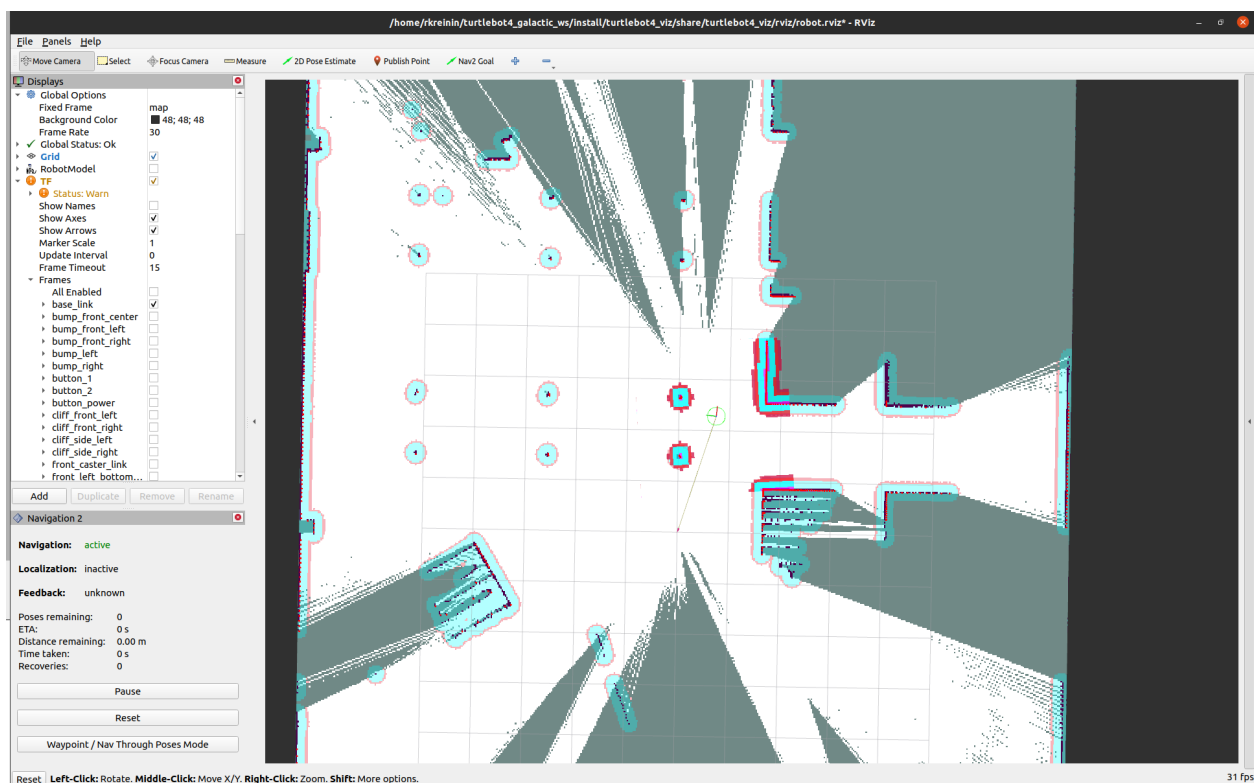 /home/rkreinin/turtlebot4_galactic_ws/install/turtlebot4_viz/share/turtlebot4_viz/rviz/robot.rviz* - RViz
File Panels Help
Move Camera Select Focus Camera Measure 2D Pose Estimate Publish Point Nav2 Goal
Displays
Global Options
Fixed Frame map
Background Color 48; 48; 48
Frame Rate 30
Global Status: Ok
Grid
RobotModel
TF
Status: Warn
Show Names
Show Axes
Show Arrows
Marker Scale 1
Update Interval 0
Frame Timeout 15
Frames
All Enabled
base_link
bump_front_center
bump_front_left
bump_front_right
bump_left
bump_right
button_1
button_2
button_power
cliff_front_left
cliff_front_right
cliff_side_left
cliff_side_right
front_caster_link
front_left_bottom...
Add Duplicate Remove Rename
Navigation 2
Navigation: active
Localization: inactive
Feedback: unknown
Poses remaining: 0
ETA: 0 s
Distance remaining: 0.00 m
Time taken: 0 s
Recoveries: 0
Pause
Reset
Waypoint / Nav Through Poses Mode
Reset Left-Click: Rotate. Middle-Click: Move X/Y. Right-Click: Zoom. Shift: More options. 31 fps